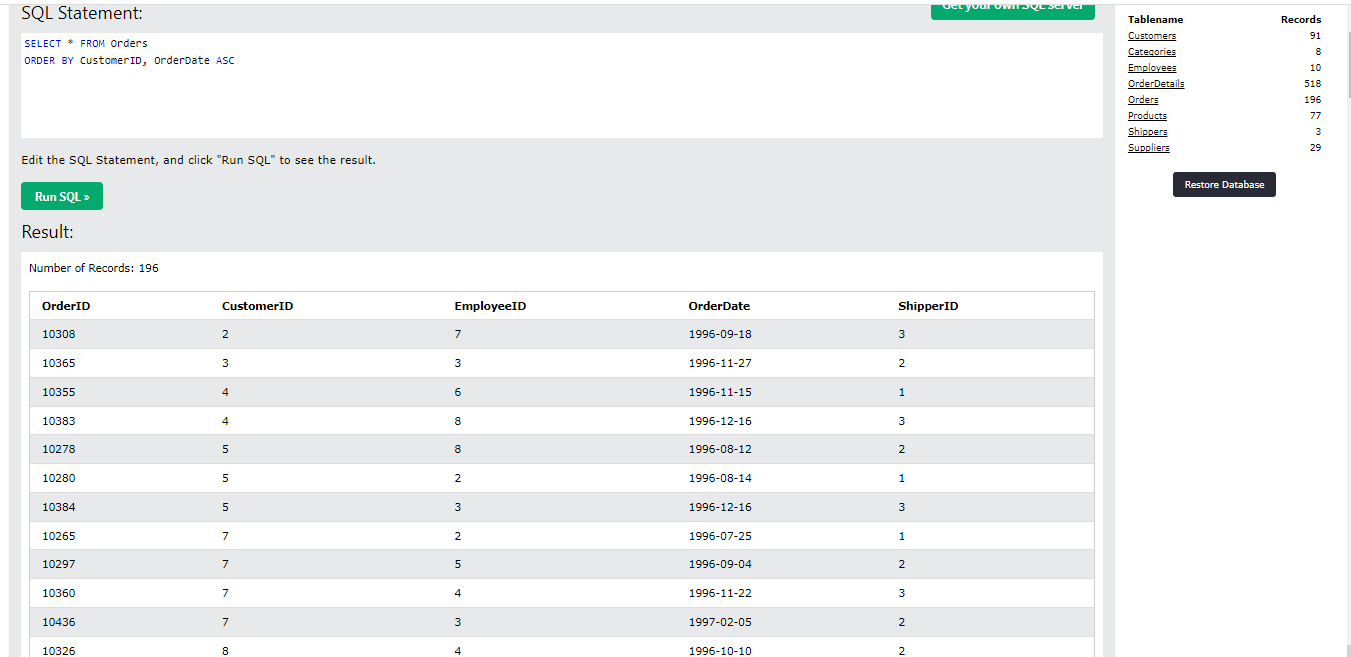 Get your own SQL server
SQL Statement:
SELECT * FROM Orders
ORDER BY CustomerID, OrderDate ASC
Edit the SQL Statement, and click "Run SQL" to see the result.
Run SQL »
Result:
Number of Records: 196
OrderID CustomerID EmployeeID OrderDate ShipperID
10308 2 7 1996-09-18 3
10365 3 3 1996-11-27 2
10355 4 6 1996-11-15 1
10383 4 8 1996-12-16 3
10278 5 8 1996-08-12 2
10280 5 2 1996-08-14 1
10384 5 3 1996-12-16 3
10265 7 2 1996-07-25 1
10297 7 5 1996-09-04 2
10360 7 4 1996-11-22 3
10436 7 3 1997-02-05 2
10326 8 4 1996-10-10 2
Tablename Records
Customers 91
Categories 8
Employees 10
OrderDetails 518
Orders 196
Products 77
Shippers 3
Suppliers 29
Restore Database